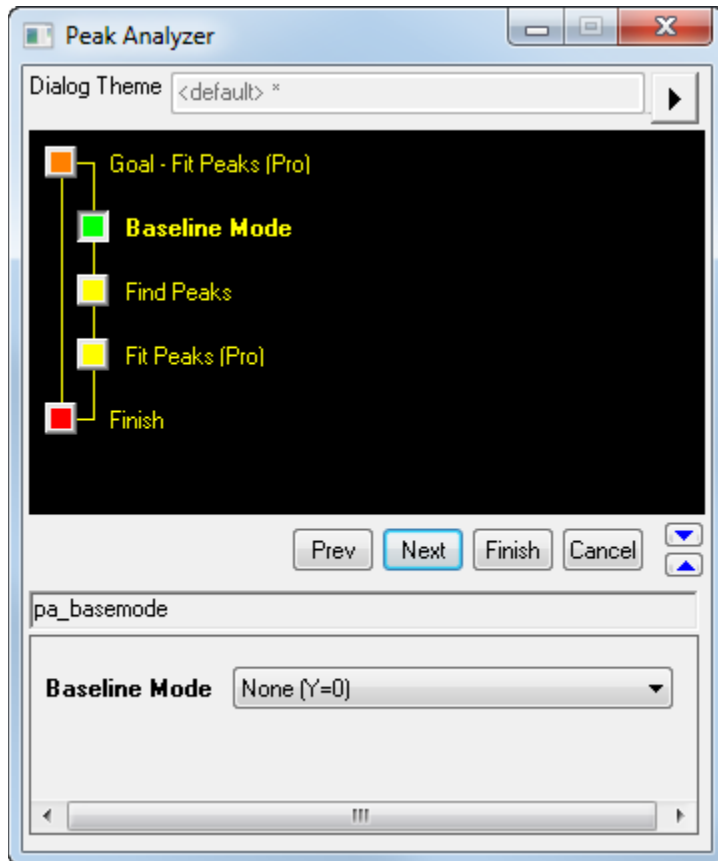 Peak Analyzer
Dialog Theme <default> *
Goal - Fit Peaks (Pro)
Baseline Mode
Find Peaks
Fit Peaks (Pro)
Finish
Prev Next Finish Cancel
pa_basemode
Baseline Mode None (Y=0)